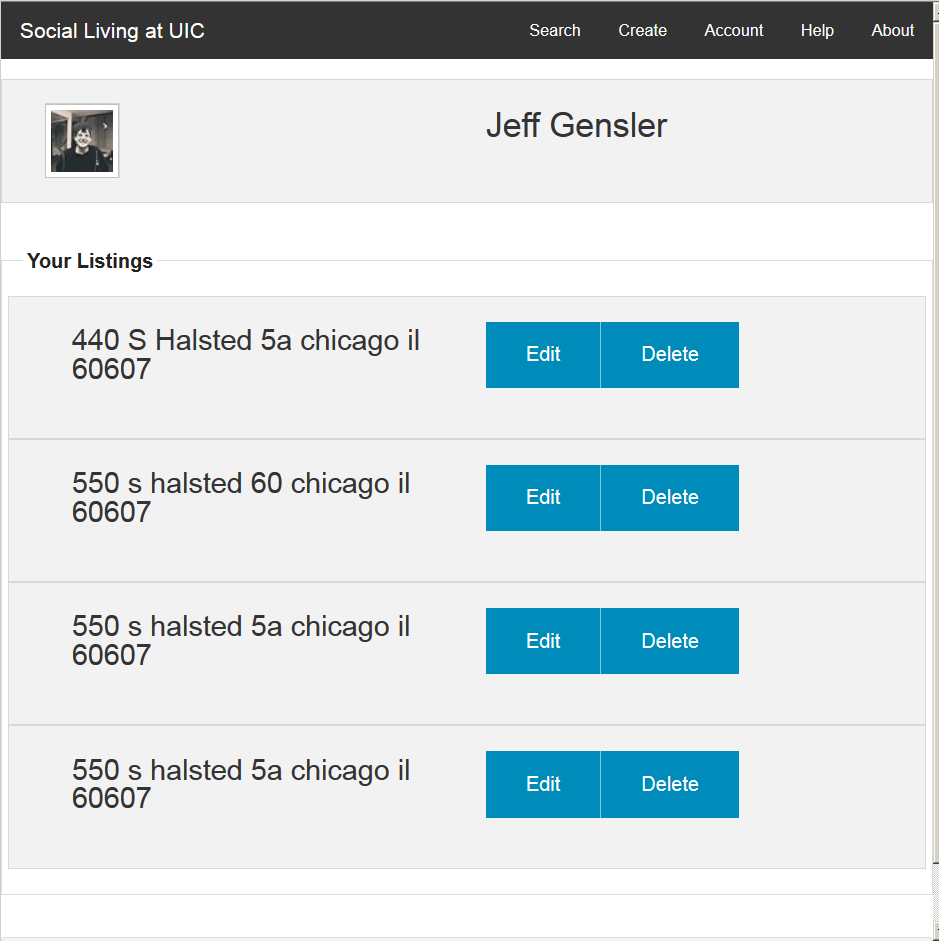 Social Living at UIC Search Create Account Help About
Jeff Gensler
Your Listings
440 S Halsted 5a chicago il
60607
Edit Delete
550 s halsted 60 chicago il
60607
Edit Delete
550 s halsted 5a chicago il
60607
Edit Delete
550 s halsted 5a chicago il
60607
Edit Delete